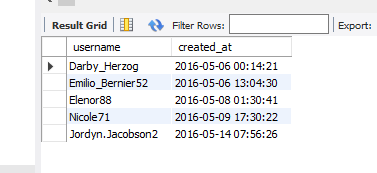 Result Grid Filter Rows: Export:
username created_at
Darby_Herzog 2016-05-06 00:14:21
Emilio_Bernier52 2016-05-06 13:04:30
Elenor88 2016-05-08 01:30:41
Nicole71 2016-05-09 17:30:22
Jordyn.Jacobson2 2016-05-14 07:56:26